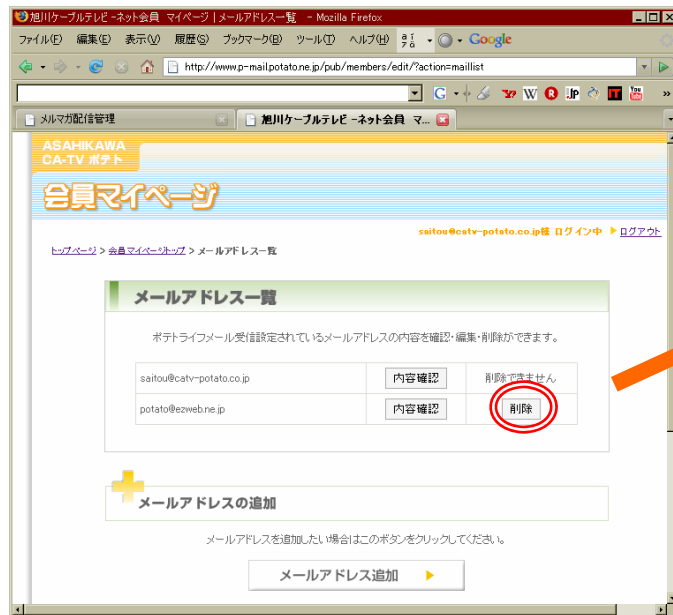 旭川ケーブルテレビ -ネット会員 マイページ | メールアドレス一覧 - Mozilla Firefox
ファイル(F) 編集(E) 表示(V) 履歴(S) ブックマーク(B) ツール(T) ヘルプ(H) Google
http://www.p-mail.potato.ne.jp/pub/members/edit/?action=maillist
メルマガ配信管理 旭川ケーブルテレビ -ネット会員 マ...
ASAHIKAWA
CA-TV ポテト
会員マイページ
saitou@catv-potato.co.jp様 ログイン中 ログアウト
トップページ > 会員マイページトップ > メールアドレス一覧
メールアドレス一覧
ポテトライフメール受信設定されているメールアドレスの内容を確認・編集・削除ができます。
saitou@catv-potato.co.jp 内容確認 削除できません
potato@ezweb.ne.jp 内容確認 削除
メールアドレスの追加
メールアドレスを追加したい場合はこのボタンをクリックしてください。
メールアドレス追加